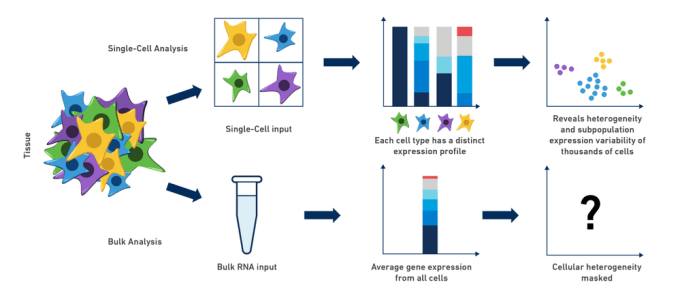 Single-Cell Analysis
Tissue
Single-Cell input
Each cell type has a distinct
expression profile
Reveals heterogeneity
and subpopulation
expression variability of
thousands of cells
Bulk Analysis
Bulk RNA input
Average gene expression
from all cells
?
Cellular heterogeneity
masked